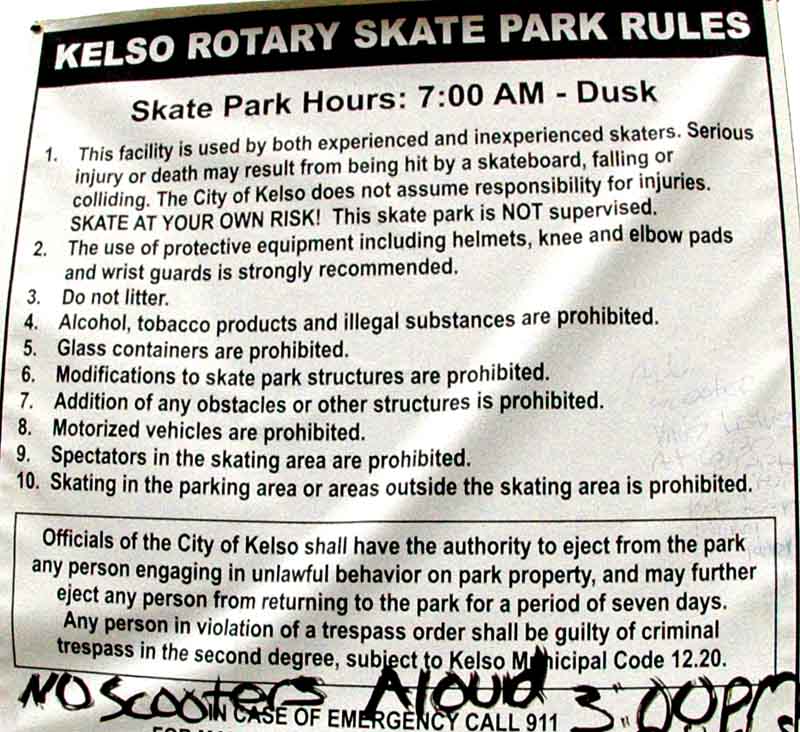 KELSO ROTARY SKATE PARK RULES
Skate Park Hours: 7:00 AM - Dusk
1. This facility is used by both experienced and inexperienced skaters. Serious
injury or death may result from being hit by a skateboard, falling or
colliding. The City of Kelso does not assume responsibility for injuries.
SKATE AT YOUR OWN RISK! This skate park is NOT supervised.
2. The use of protective equipment including helmets, knee and elbow pads
and wrist guards is strongly recommended.
3. Do not litter.
4. Alcohol, tobacco products and illegal substances are prohibited.
5. Glass containers are prohibited.
6. Modifications to skate park structures are prohibited.
7. Addition of any obstacles or other structures is prohibited.
8. Motorized vehicles are prohibited.
9. Spectators in the skating area are prohibited.
10. Skating in the parking area or areas outside the skating area is prohibited.
Officials of the City of Kelso shall have the authority to eject from the park
any person engaging in unlawful behavior on park property, and may further
eject any person from returning to the park for a period of seven days.
Any person in violation of a trespass order shall be guilty of criminal
trespass in the second degree, subject to Kelso Municipal Code 12.20.
NO SCOOters Aloud 3:00PM
IN CASE OF EMERGENCY CALL 911